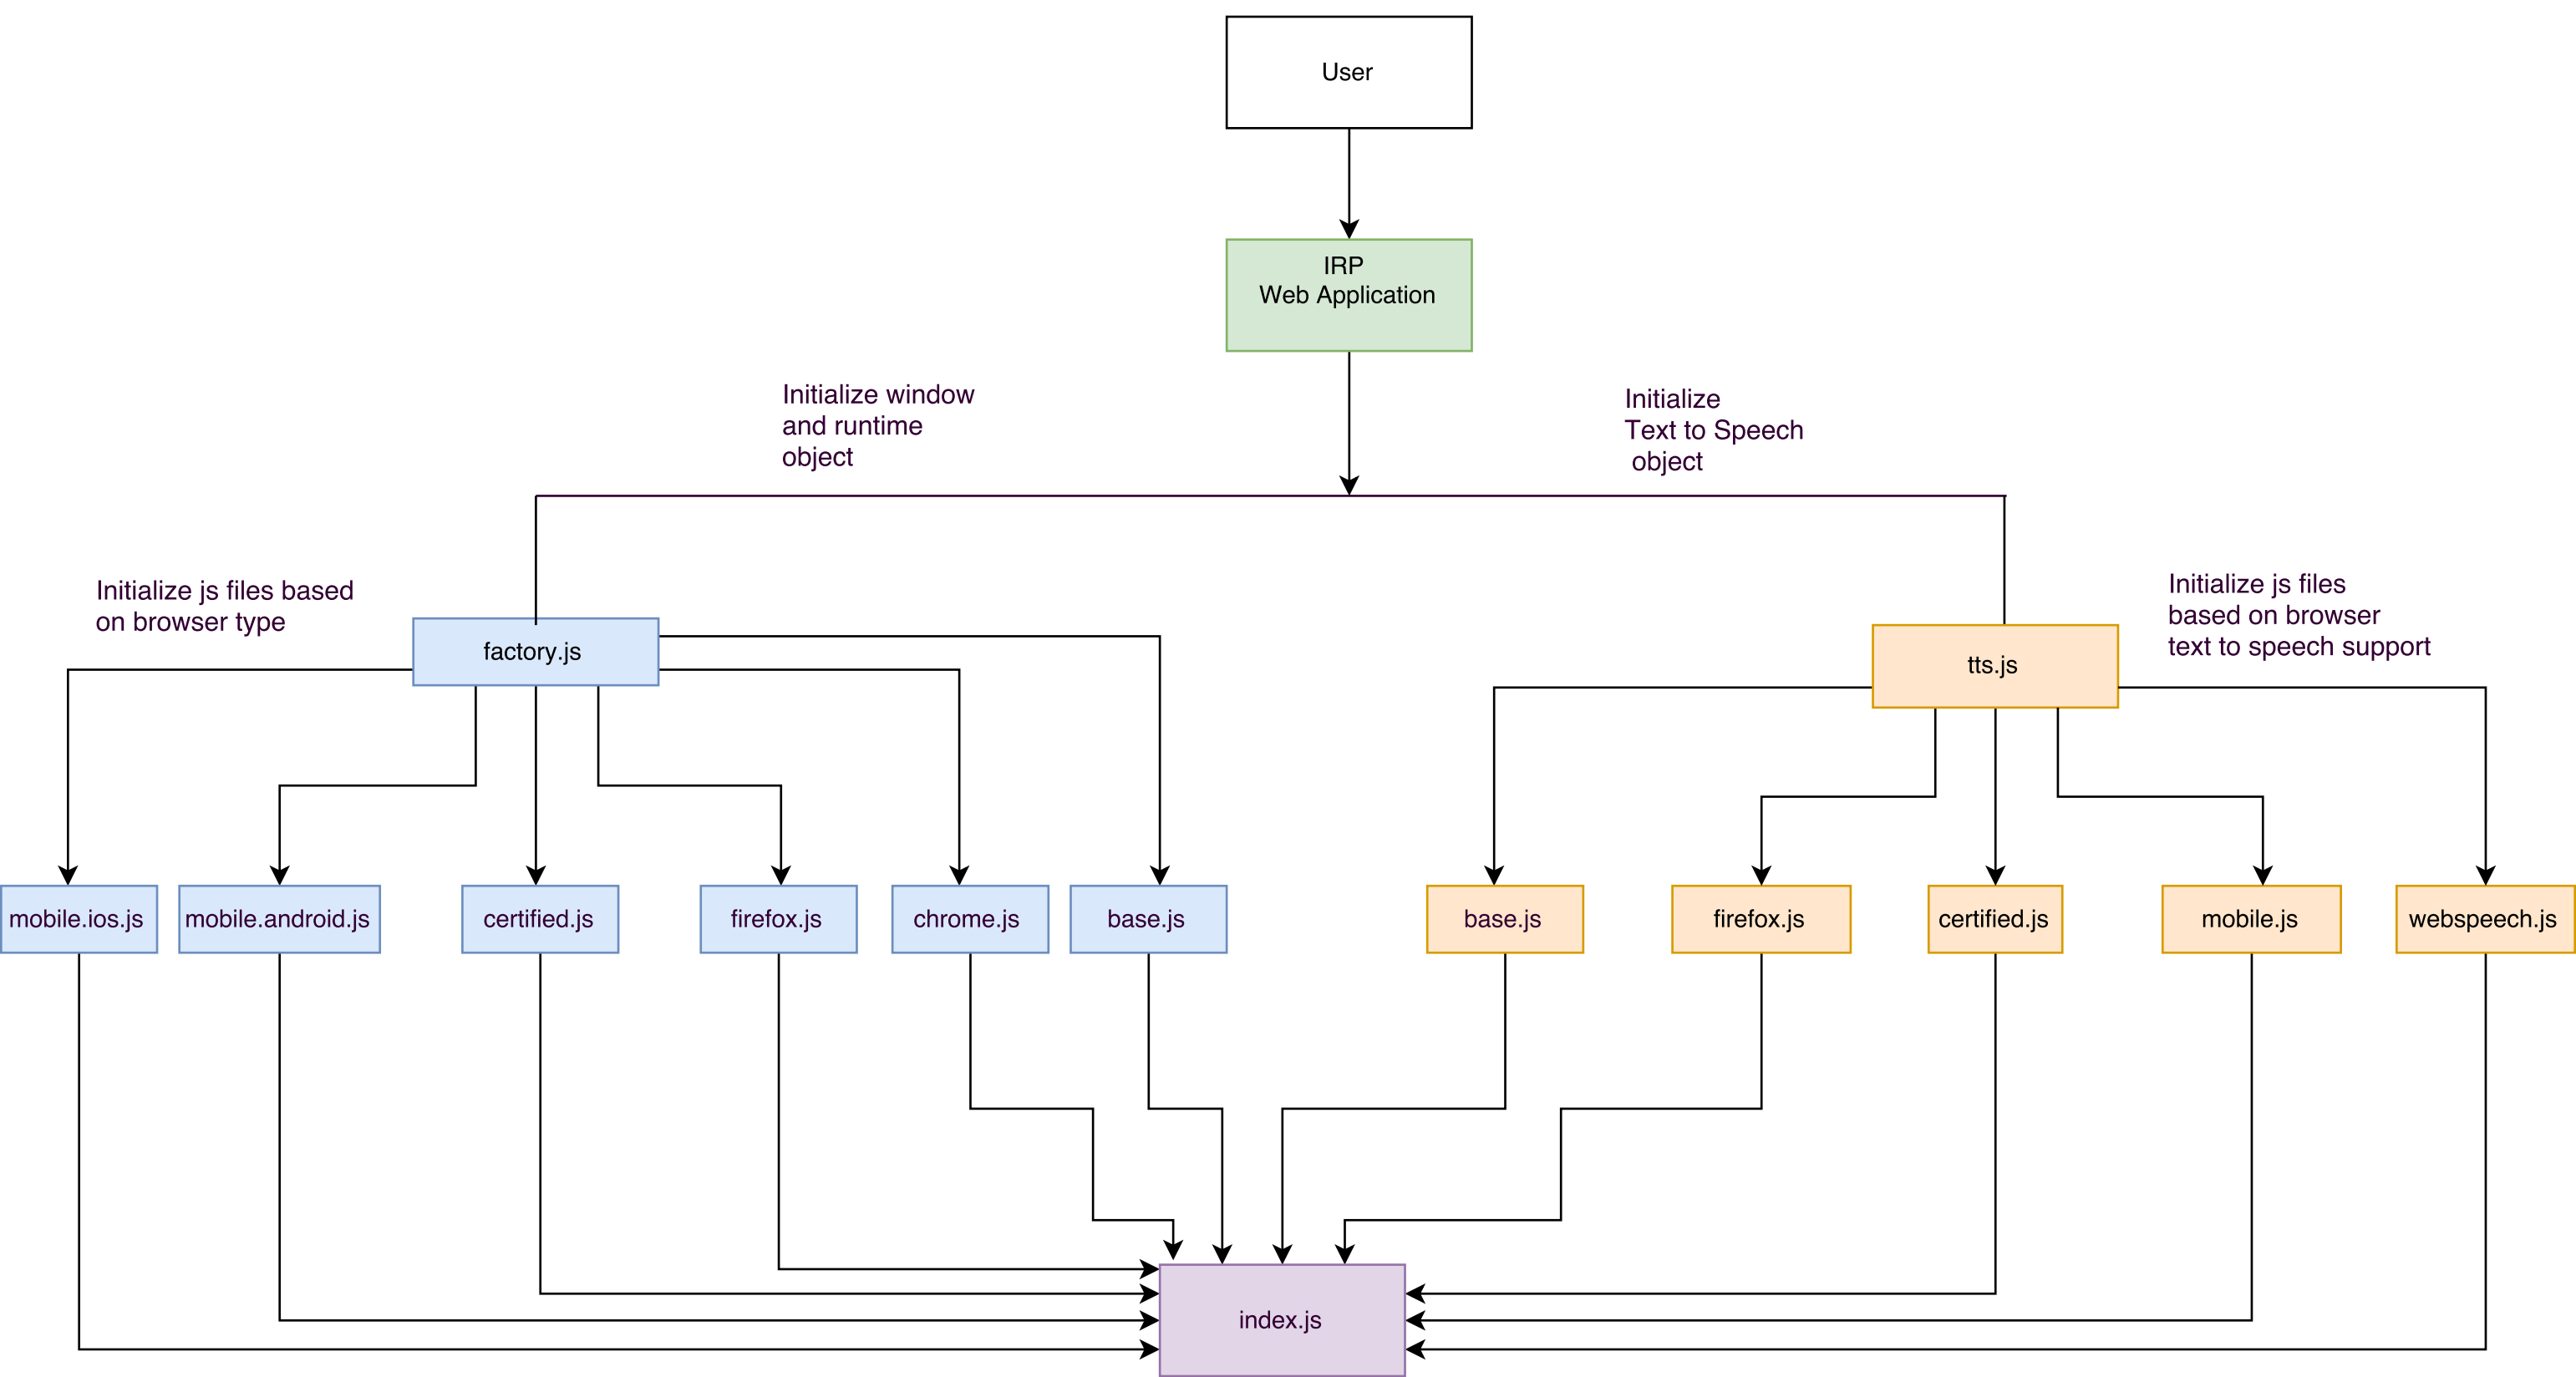 User
IRP
Web Application
Initialize window
and runtime
object
Initialize
Text to Speech
object
Initialize js files based
on browser type
Initialize js files
based on browser
text to speech support
factory.js
tts.js
mobile.ios.js
mobile.android.js
certified.js
firefox.js
chrome.js
base.js
base.js
firefox.js
certified.js
mobile.js
webspeech.js
index.js